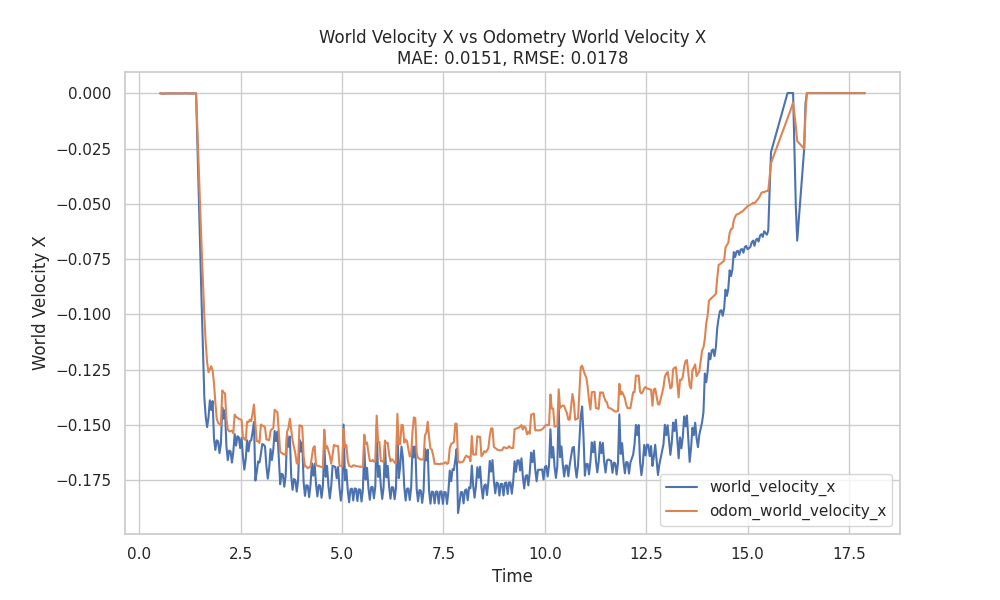 World Velocity X vs Odometry World Velocity X
MAE: 0.0151, RMSE: 0.0178
World Velocity X
0.000
−0.025
−0.050
−0.075
−0.100
−0.125
−0.150
−0.175
world_velocity_x
odom_world_velocity_x
0.0 2.5 5.0 7.5 10.0 12.5 15.0 17.5
Time